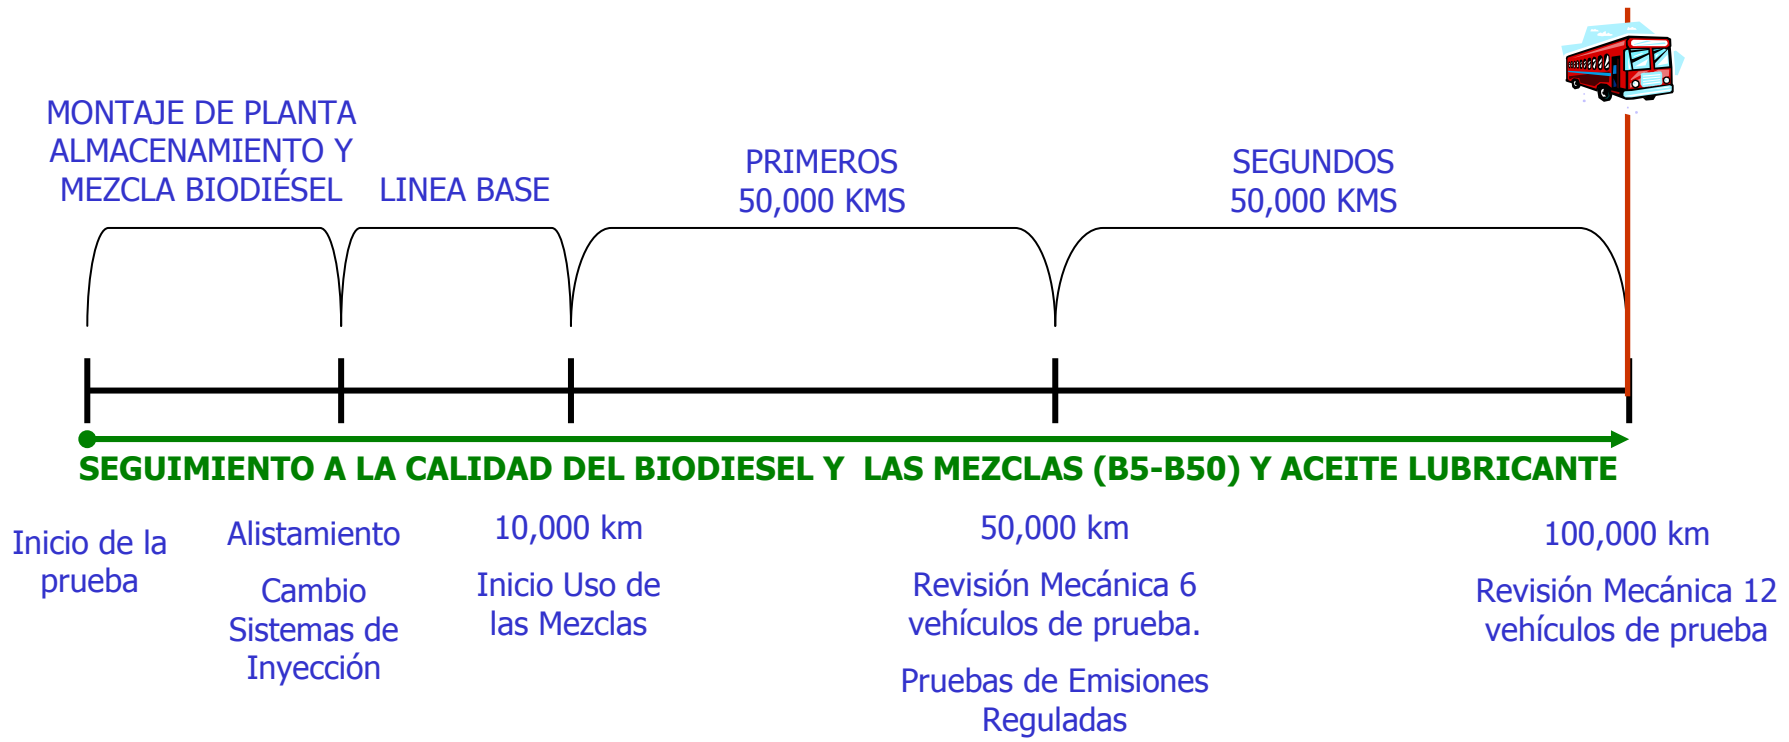 MONTAJE DE PLANTA
ALMACENAMIENTO Y
MEZCLA BIODIÉSEL
LINEA BASE
PRIMEROS
50,000 KMS
SEGUNDOS
50,000 KMS
SEGUIMIENTO A LA CALIDAD DEL BIODIESEL Y LAS MEZCLAS (B5-B50) Y ACEITE LUBRICANTE
Inicio de la
prueba
Alistamiento
Cambio
Sistemas de
Inyección
10,000 km
Inicio Uso de
las Mezclas
50,000 km
Revisión Mecánica 6
vehículos de prueba.
Pruebas de Emisiones
Reguladas
100,000 km
Revisión Mecánica 12
vehículos de prueba